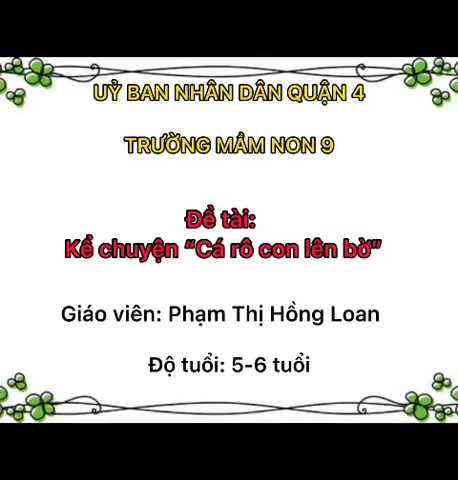 UỶ BAN NHÂN DÂN QUẬN 4
TRƯỜNG MẦM NON 9
Đề tài:
Kể chuyện “Cá rô con lên bờ”
Giáo viên: Phạm Thị Hồng Loan
Độ tuổi: 5-6 tuổi